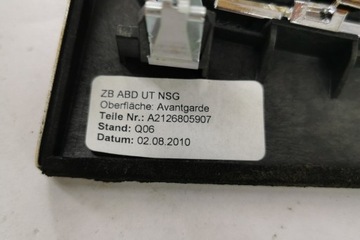 ZB ABD UT NSG
Oberfläche: Avantgarde
Teile Nr.: A2126805907
Stand: Q06
Datum: 02.08.2010